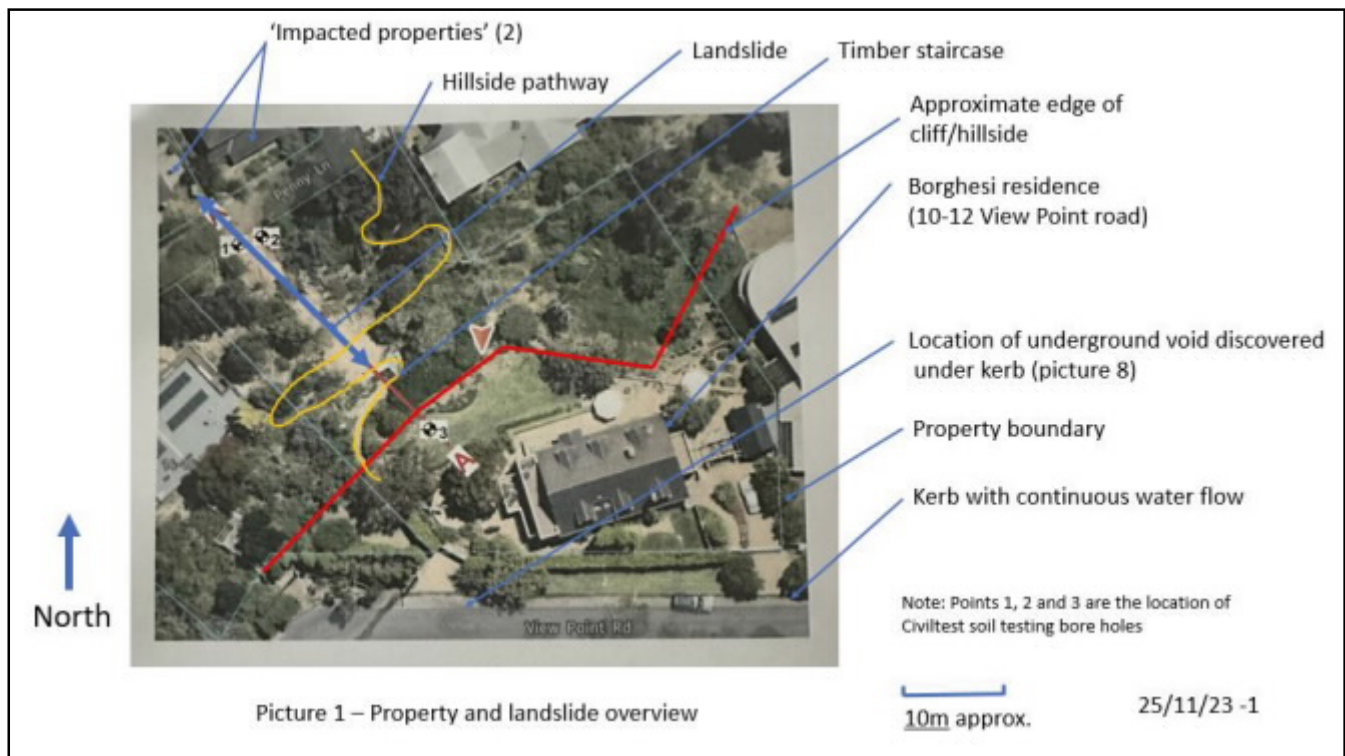 'Impacted properties' (2)
Landslide
Timber staircase
Hillside pathway
Approximate edge of
cliff/hillside
Borghesi residence
(10-12 View Point road)
Penny Ln
1
2
Location of underground void discovered
under kerb (picture 8)
3
A
Property boundary
Kerb with continuous water flow
North
View Point Rd
Note: Points 1, 2 and 3 are the location of
Civiltest soil testing bore holes
10m approx.
25/11/23 -1
Picture 1 – Property and landslide overview